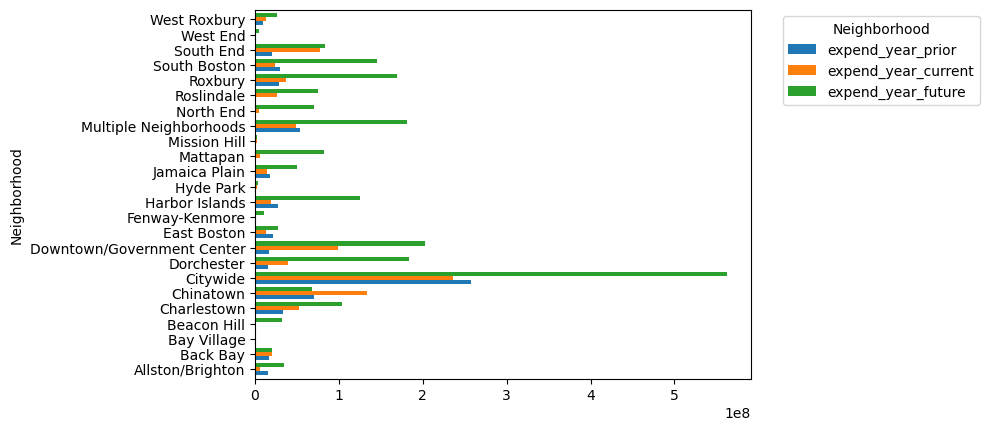 Neighborhood
West Roxbury
West End
South End
South Boston
Roxbury
Roslindale
North End
Multiple Neighborhoods
Mission Hill
Mattapan
Jamaica Plain
Hyde Park
Harbor Islands
Fenway-Kenmore
East Boston
Downtown/Government Center
Dorchester
Citywide
Chinatown
Charlestown
Beacon Hill
Bay Village
Back Bay
Allston/Brighton
0 1 2 3 4 5
1e8
Neighborhood
expend_year_prior
expend_year_current
expend_year_future